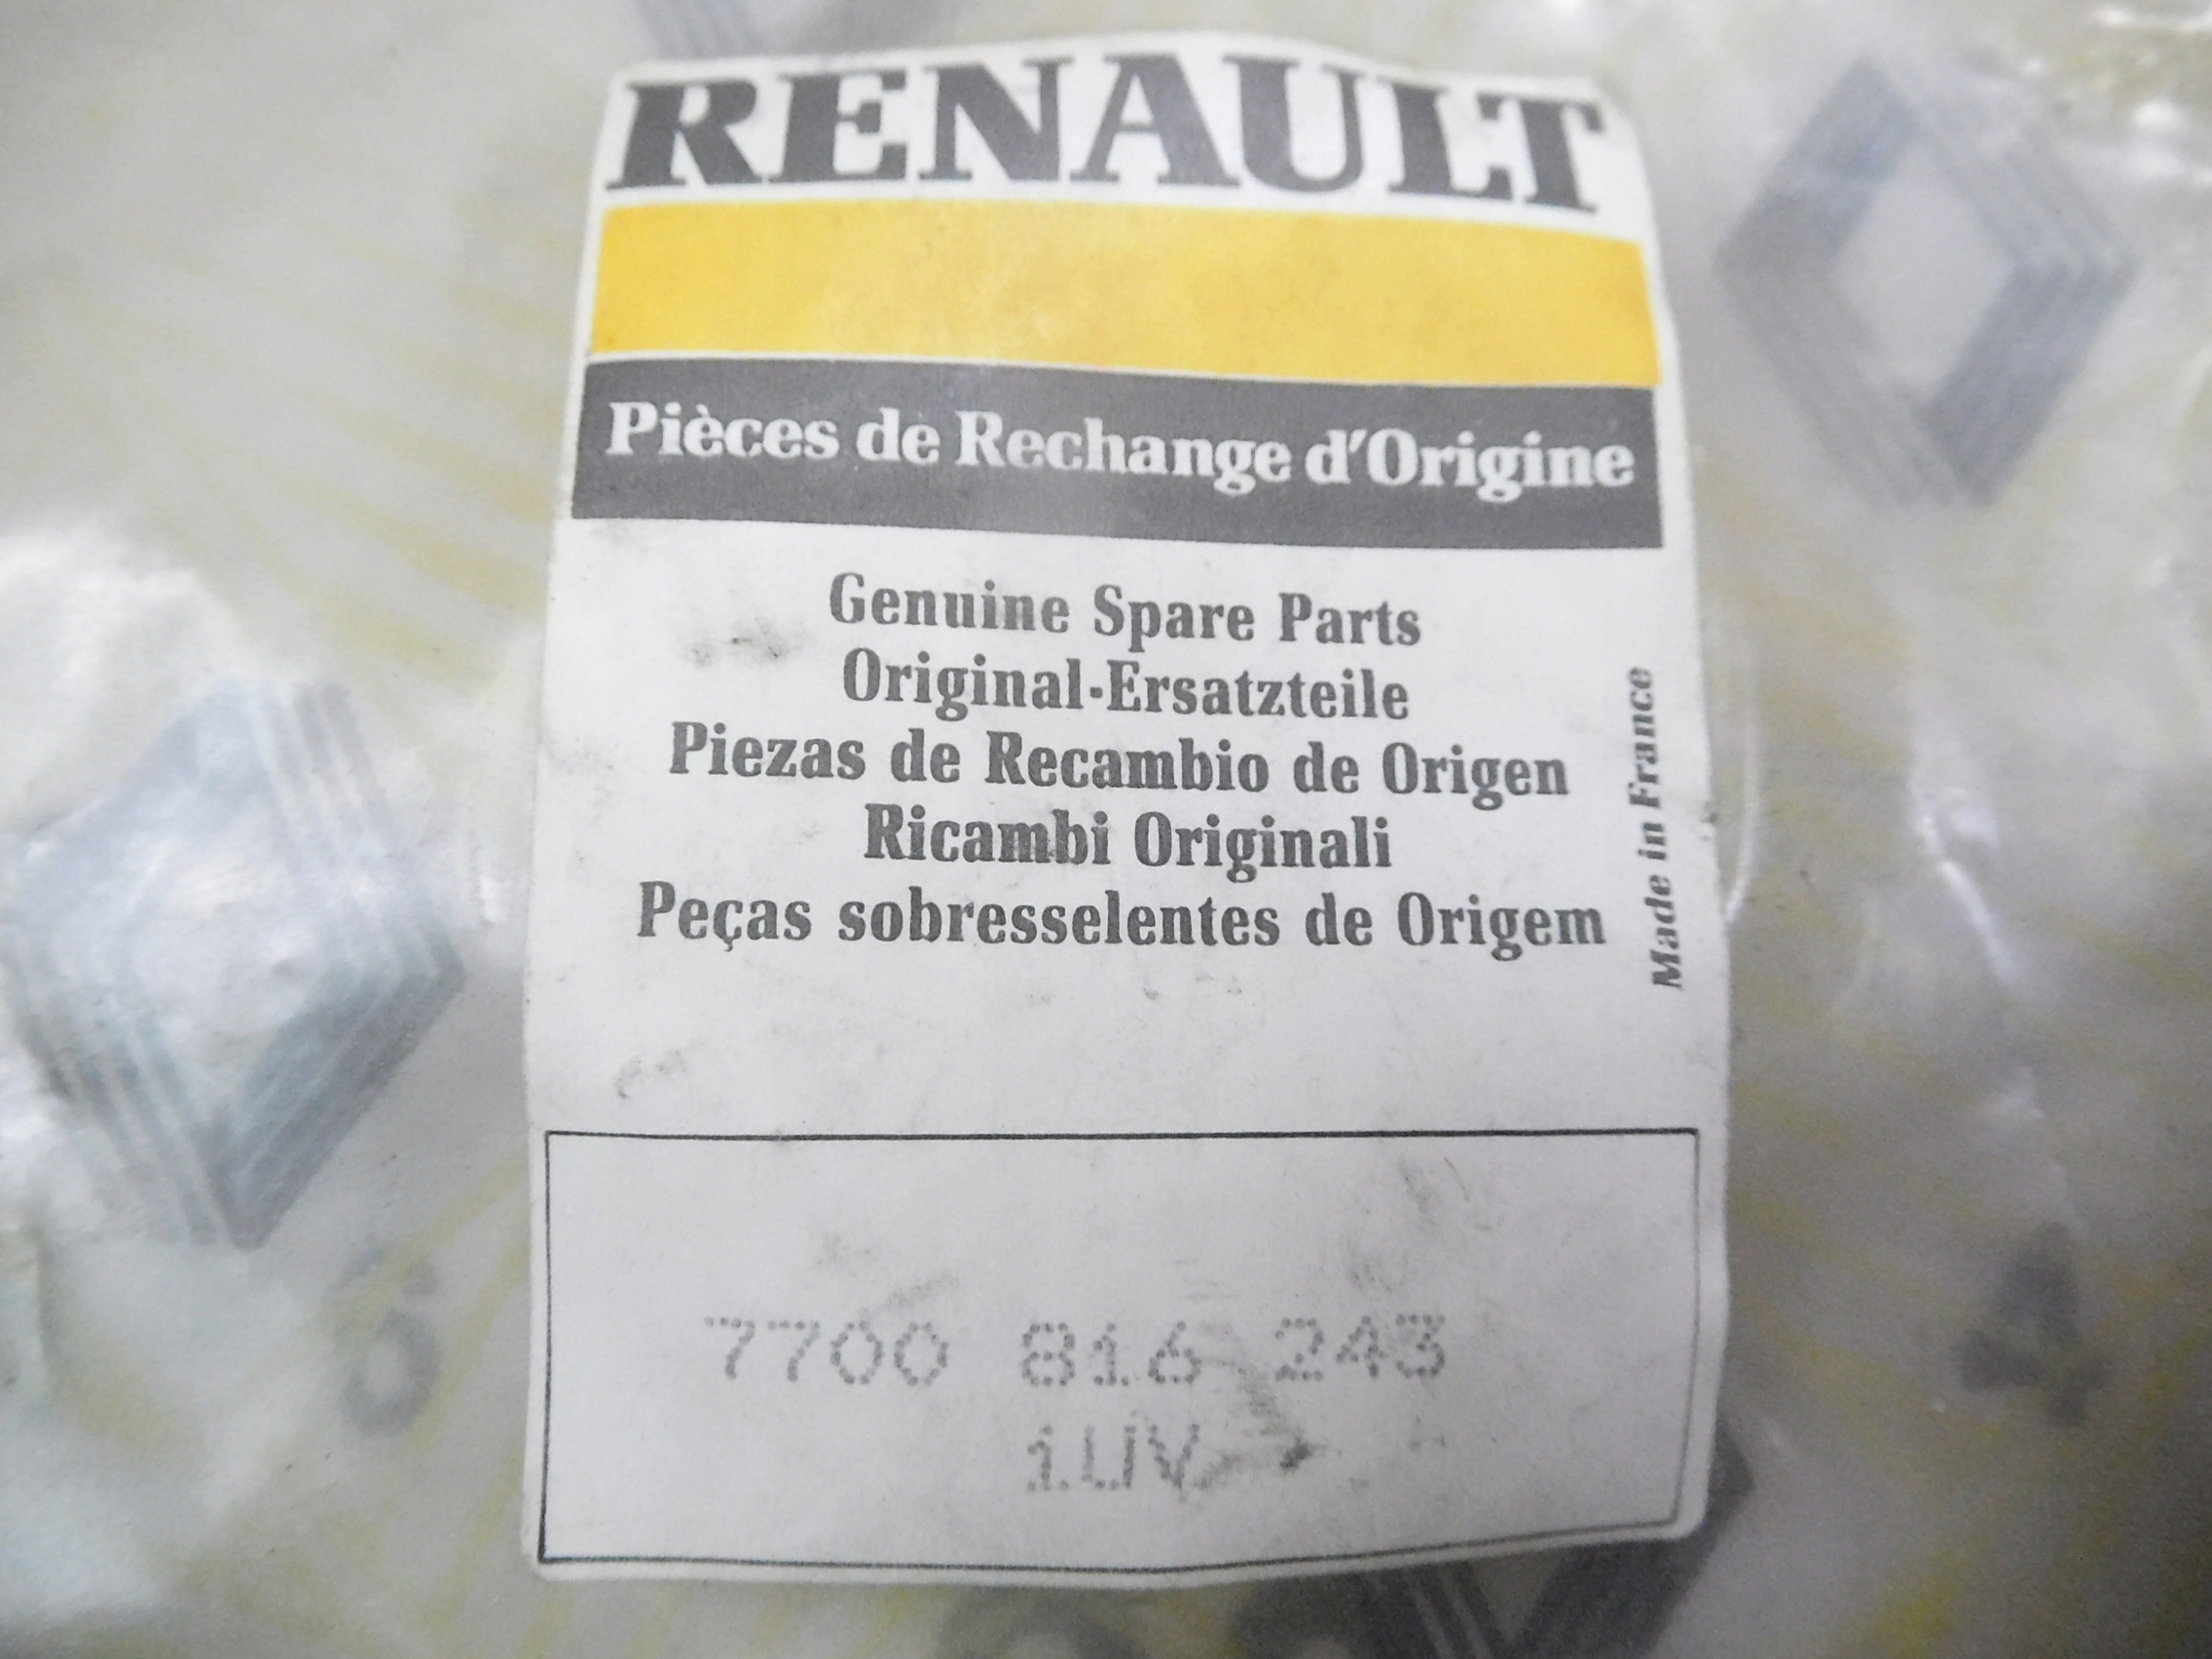 RENAULT
Pièces de Rechange d'Origine
Genuine Spare Parts
Original-Ersatzteile
Piezas de Recambio de Origen
Ricambi Originali
Peças sobresselentes de Origem
Made in France
7700 816 243
1UV